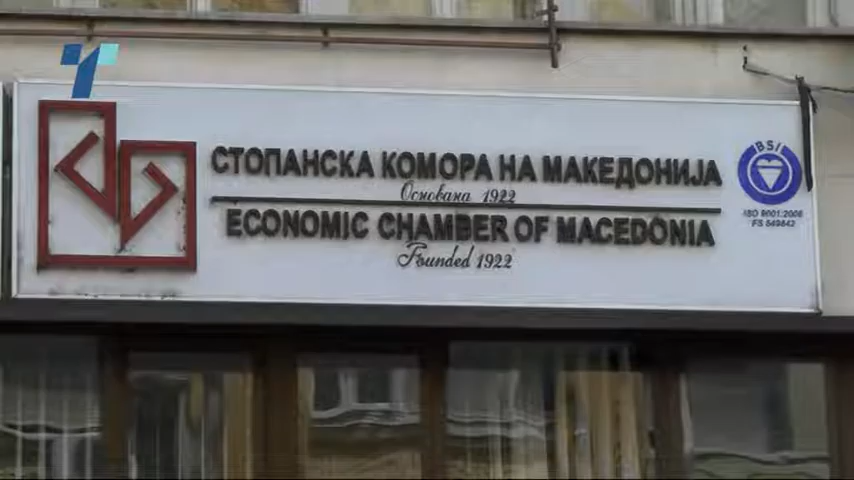 СТОПАНСКА КОМОРА НА МАКЕДОНИЈА
Основана 1922
ECONOMIC CHAMBER OF MACEDONIA
Founded 1922
BSI
ISO 9001:2008
FS 549842